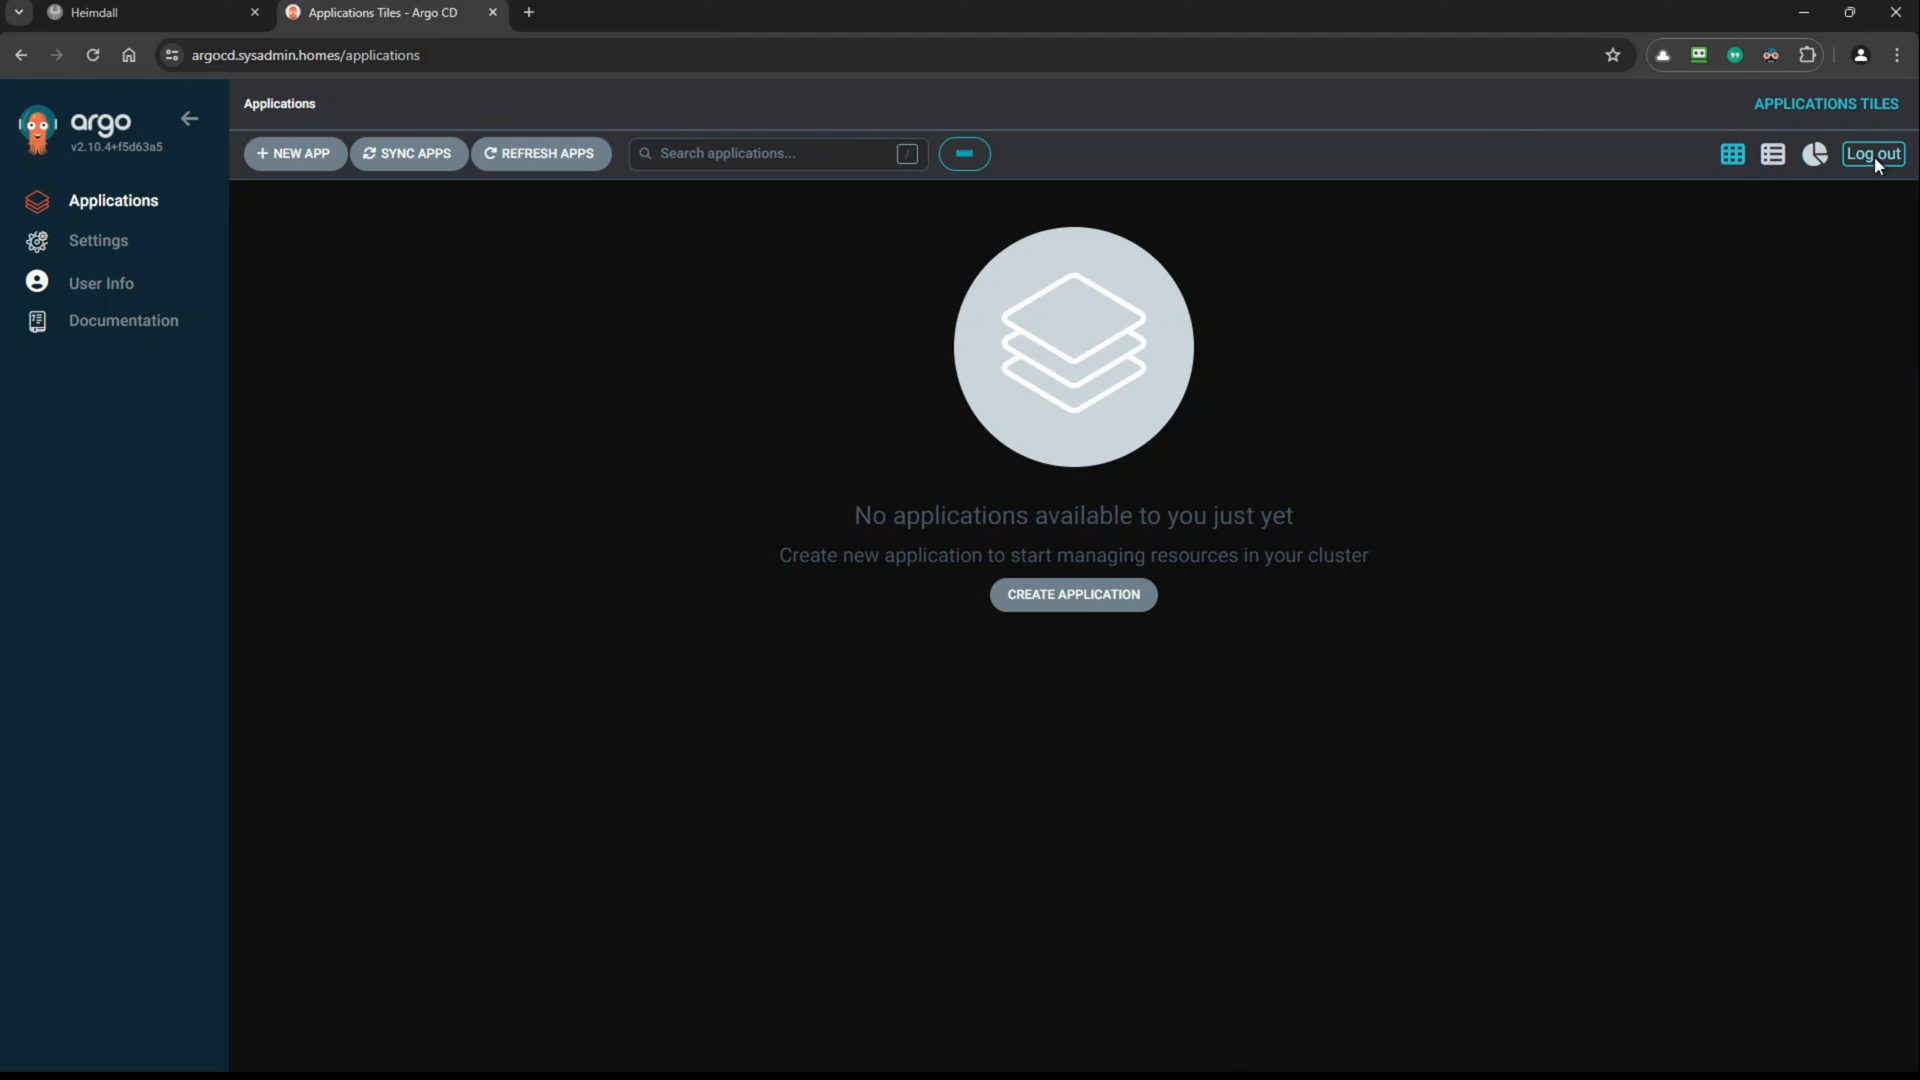 Heimdall
Applications Tiles - Argo CD
argocd.sysadmin.homes/applications
argo
v2.10.4+f5d63a5
Applications
APPLICATIONS TILES
+ NEW APP
SYNC APPS
REFRESH APPS
Search applications...
/
Log out
Applications
Settings
User Info
Documentation
No applications available to you just yet
Create new application to start managing resources in your cluster
CREATE APPLICATION